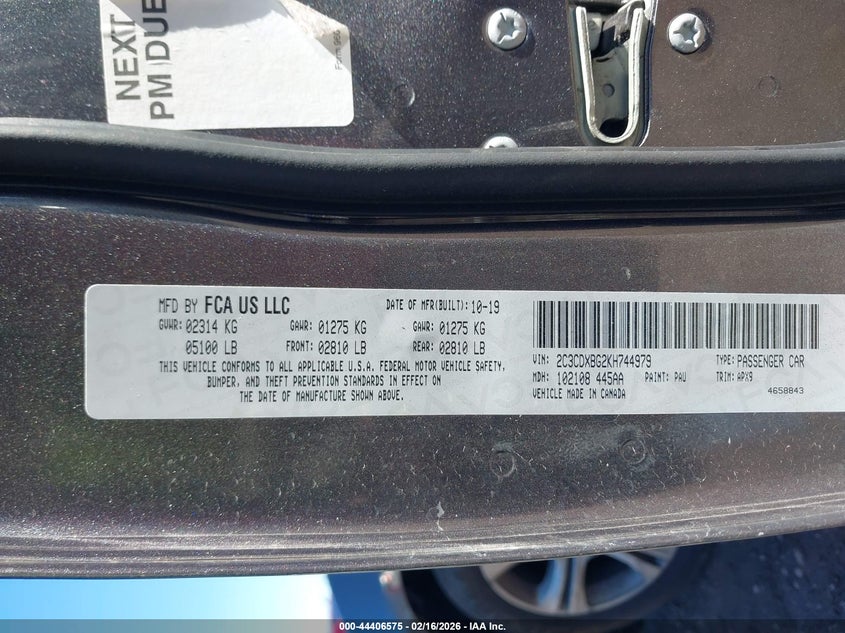 NEXT
PM DUE
Form 955
MFD BY FCA US LLC
DATE OF MFR(BUILT): 10-19
GVWR: 02314 KG GAWR: 01275 KG GAWR: 01275 KG
05100 LB FRONT: 02810 LB REAR: 02810 LB
THIS VEHICLE CONFORMS TO ALL APPLICABLE U.S.A. FEDERAL MOTOR VEHICLE SAFETY,
BUMPER, AND THEFT PREVENTION STANDARDS IN EFFECT ON
THE DATE OF MANUFACTURE SHOWN ABOVE.
VIN: 2C3CDXBG2KH744979 TYPE: PASSENGER CAR
MDH: 102108 445AA PAINT: PAU TRIM: APX9
VEHICLE MADE IN CANADA 4658843
000-44406575 - 02/16/2026 - IAA Inc.